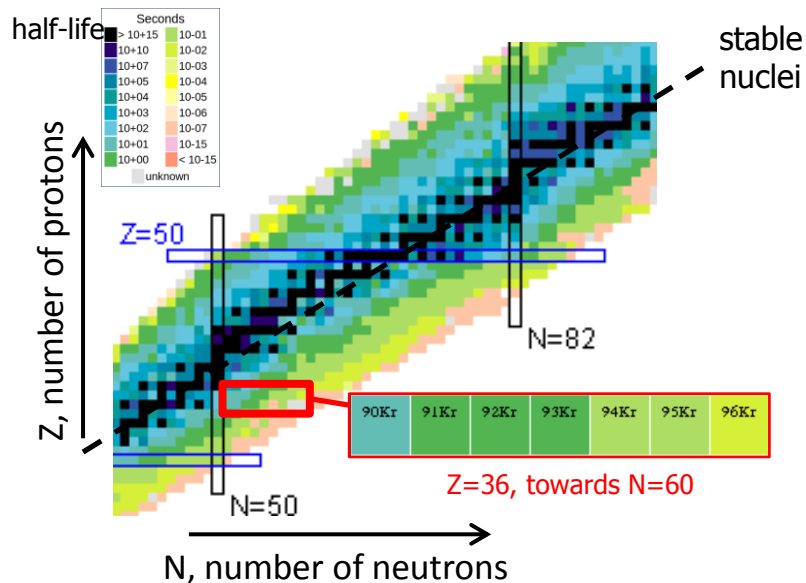 half-life
Seconds
> 10+15 10-01
10+10 10-02
10+07 10-03
10+05 10-04
10+04 10-05
10+03 10-06
10+02 10-07
10+01 10-15
10+00 < 10-15
unknown
stable
nuclei
Z=50
N=82
90Kr 91Kr 92Kr 93Kr 94Kr 95Kr 96Kr
Z=36, towards N=60
N=50
Z, number of protons
N, number of neutrons